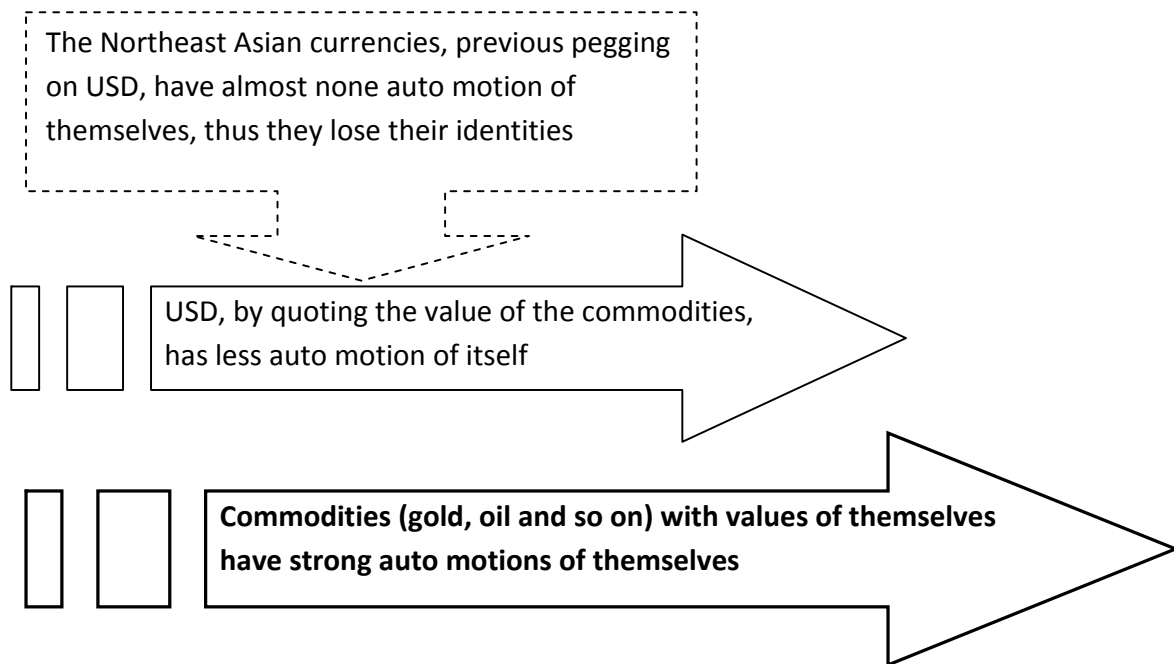 The Northeast Asian currencies, previous pegging
on USD, have almost none auto motion of
themselves, thus they lose their identities
USD, by quoting the value of the commodities,
has less auto motion of itself
Commodities (gold, oil and so on) with values of themselves
have strong auto motions of themselves